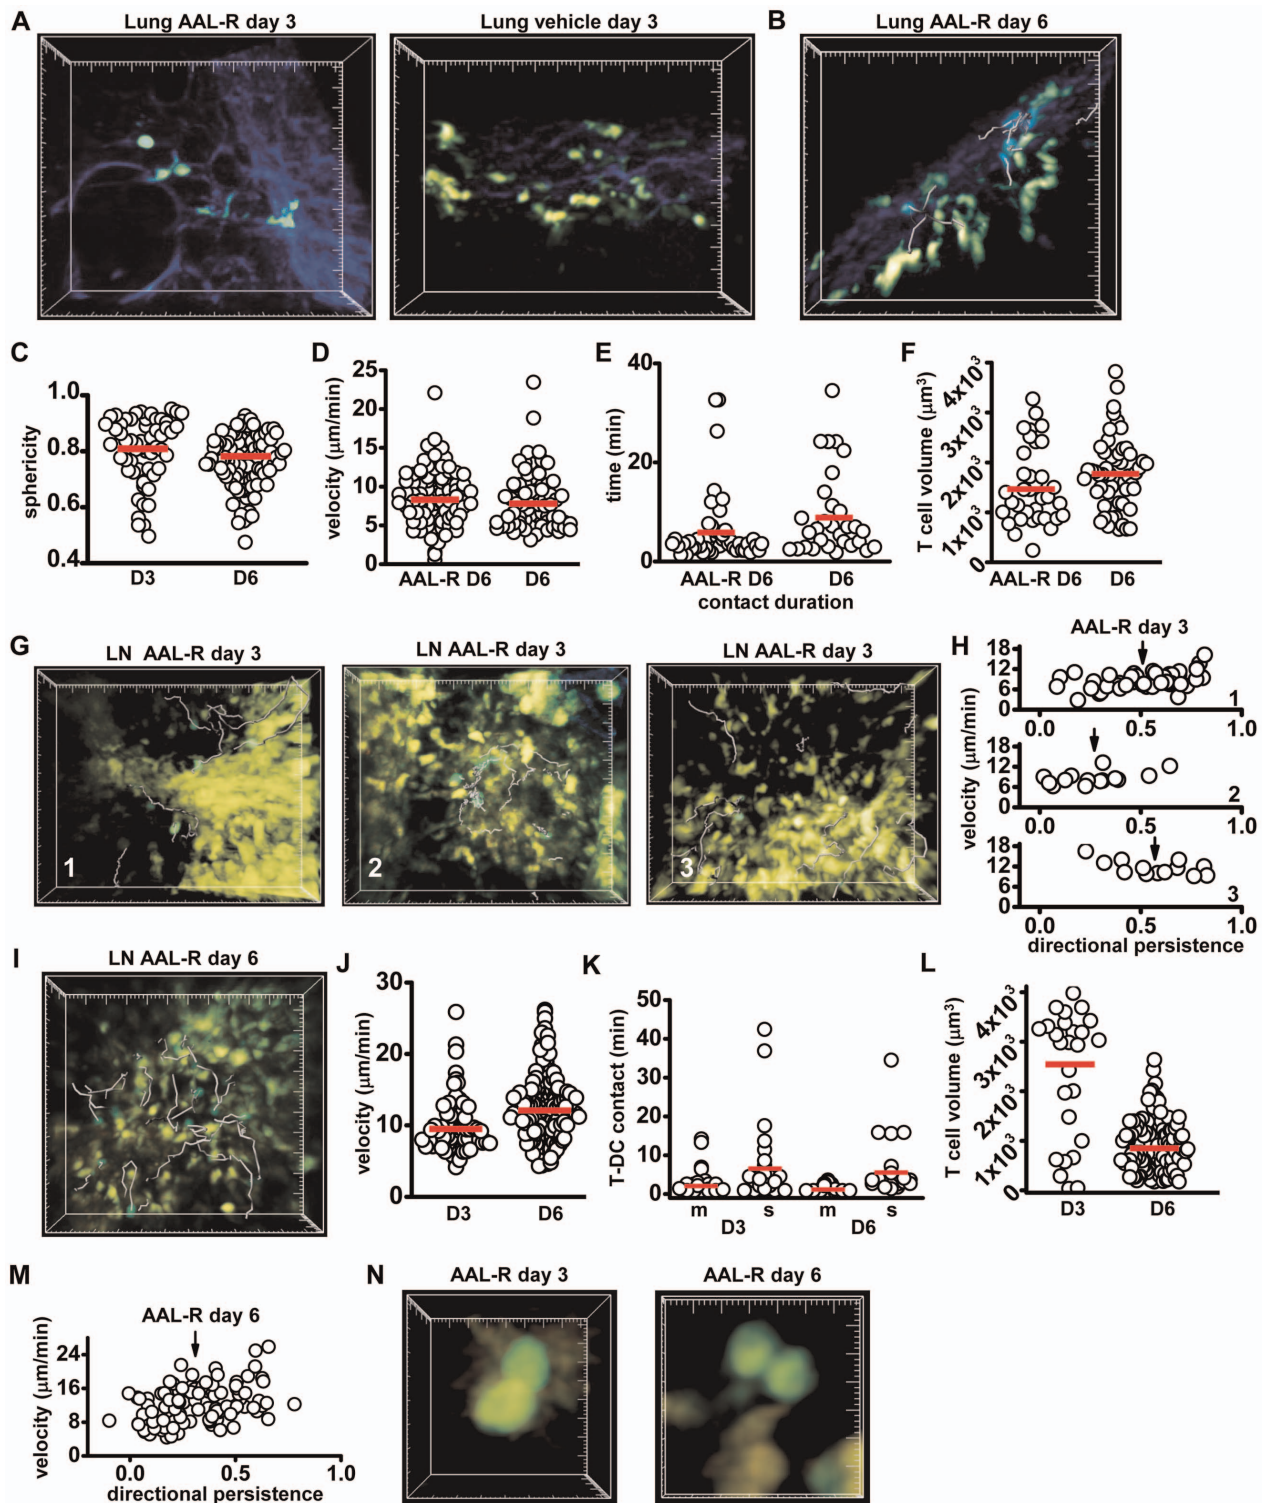 A Lung AAL-R day 3 Lung vehicle day 3 B Lung AAL-R day 6
C
sphericity
1.0
0.8
0.6
0.4
D3 D6
D
velocity (μm/min)
25
20
15
10
5
0
AAL-R D6 D6
E
time (min)
40
20
0
AAL-R D6 D6
contact duration
F
T cell volume (μm³)
4x10³
3x10³
2x10³
1x10³
0
AAL-R D6 D6
G
LN AAL-R day 3 LN AAL-R day 3 LN AAL-R day 3
1 2 3
H
AAL-R day 3
velocity (μm/min)
18
12
6
0
1
0.0 0.5 1.0
18
12
6
0
2
0.0 0.5 1.0
18
12
6
0
3
0.0 0.5 1.0
directional persistence
I LN AAL-R day 6
J
velocity (μm/min)
30
20
10
0
D3 D6
K
T-DC contact (min)
50
40
30
20
10
0
m s m s
D3 D6
L
T cell volume (μm³)
4x10³
3x10³
2x10³
1x10³
0
D3 D6
M
AAL-R day 6
velocity (μm/min)
24
16
8
0
0.0 0.5 1.0
directional persistence
N AAL-R day 3 AAL-R day 6